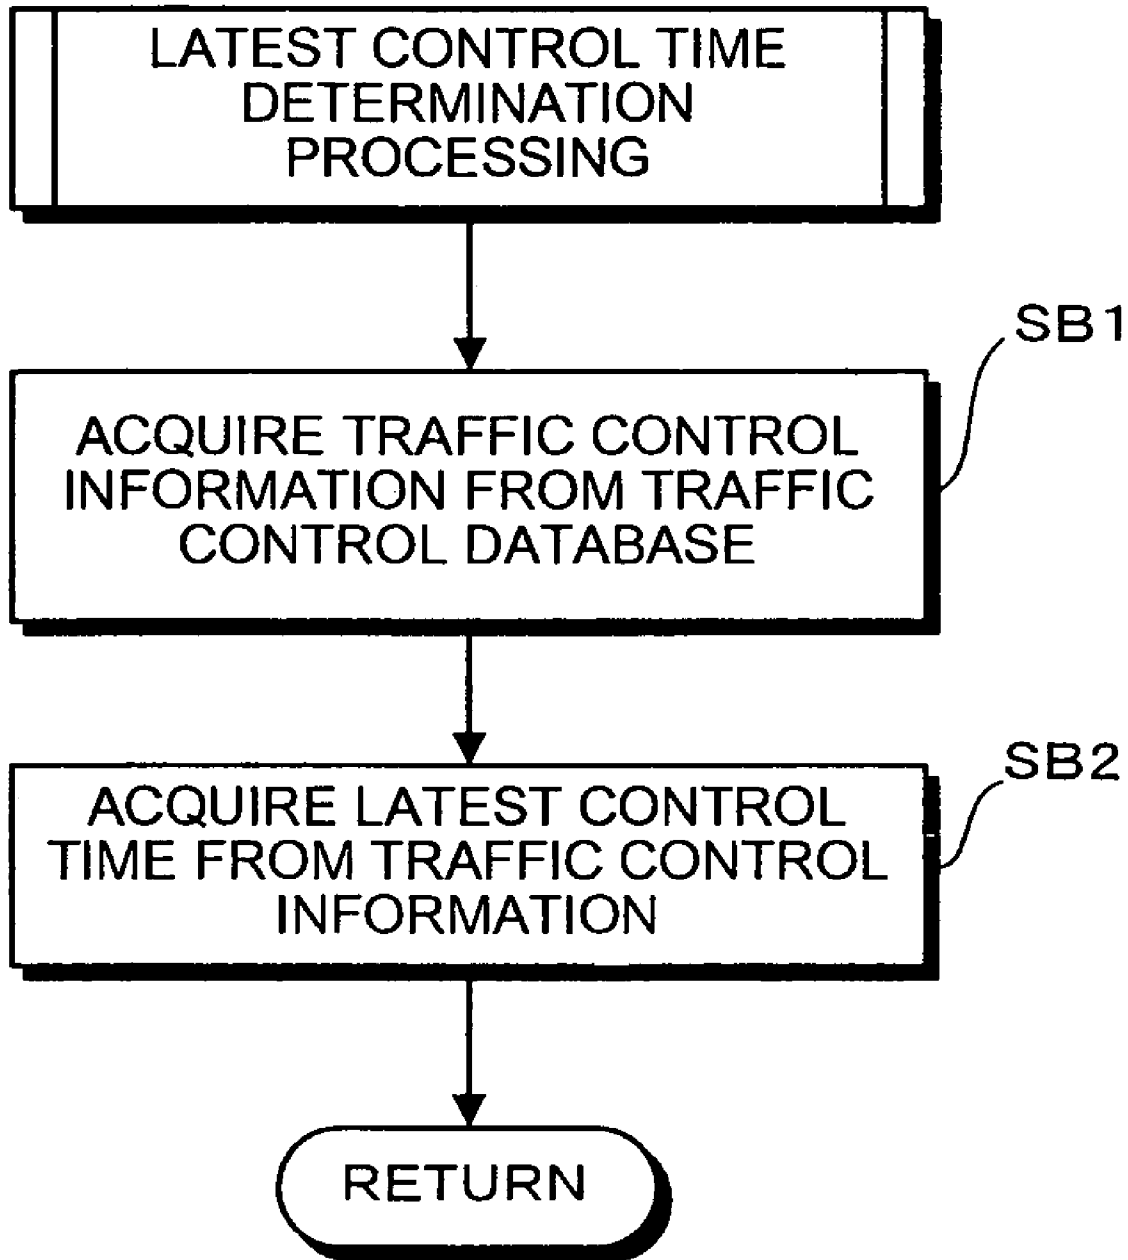 LATEST CONTROL TIME
DETERMINATION
PROCESSING
SB1
ACQUIRE TRAFFIC CONTROL
INFORMATION FROM TRAFFIC
CONTROL DATABASE
SB2
ACQUIRE LATEST CONTROL
TIME FROM TRAFFIC CONTROL
INFORMATION
RETURN